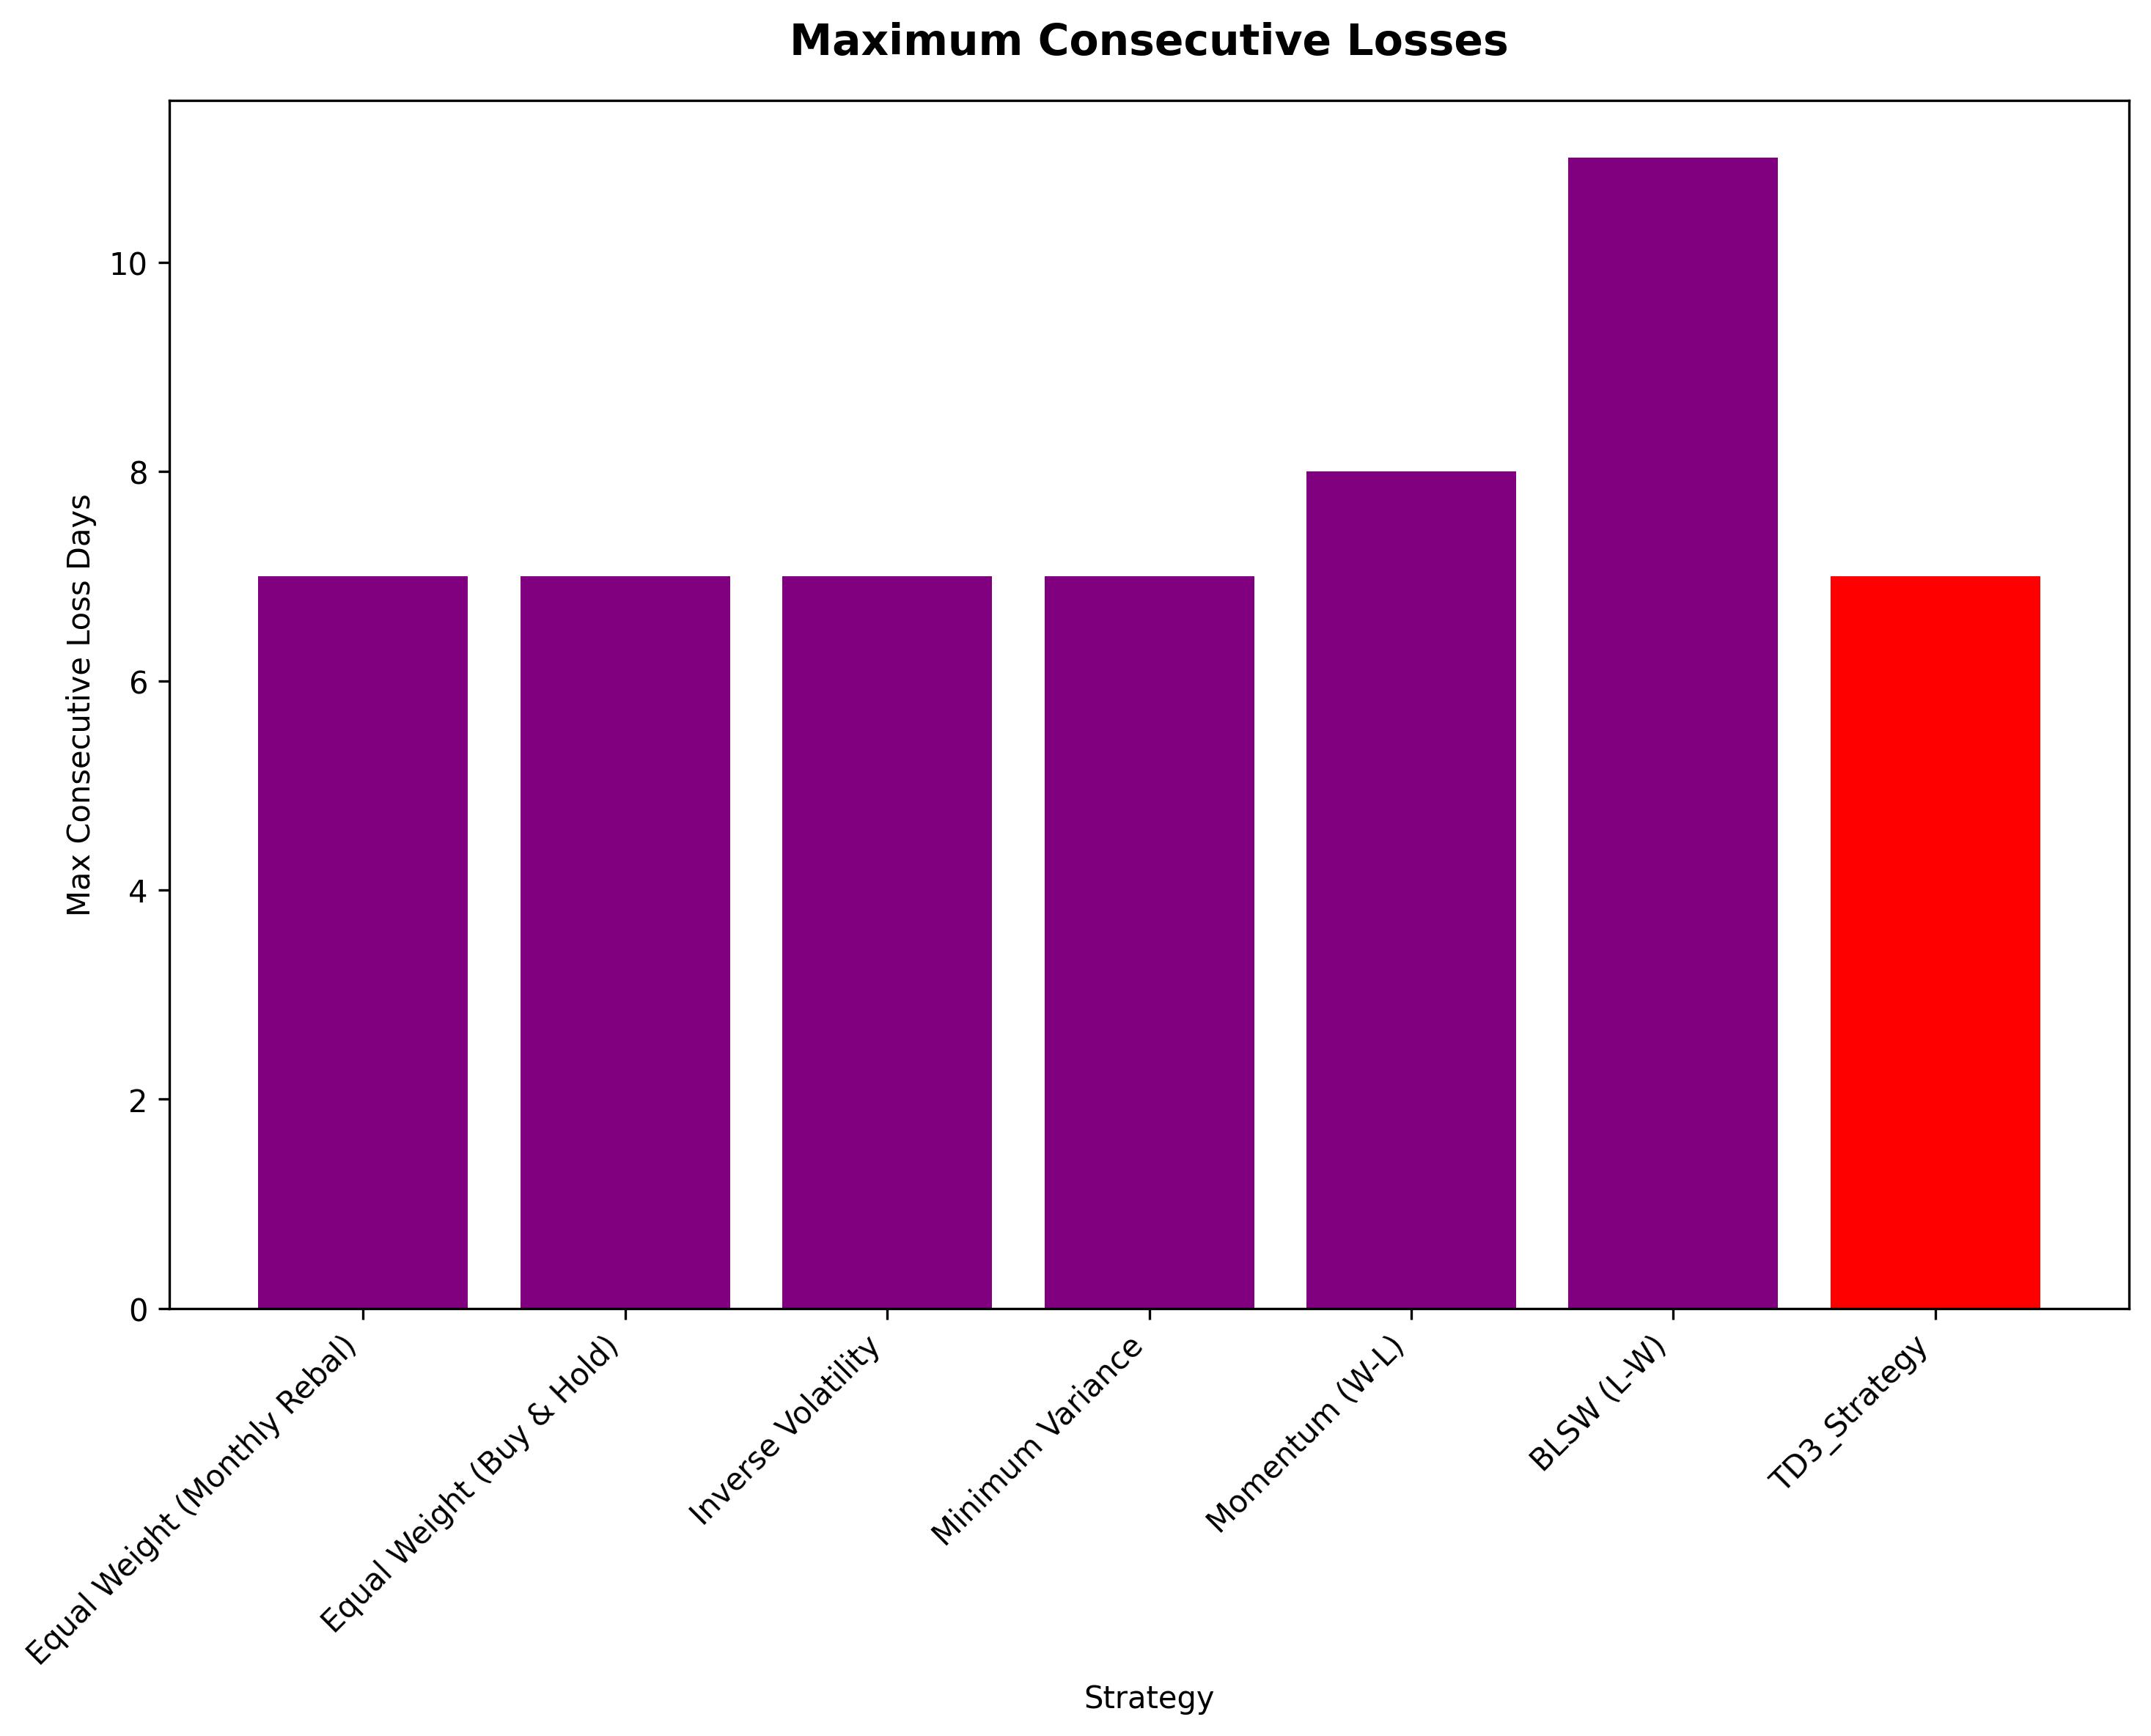 Maximum Consecutive Losses
Max Consecutive Loss Days
10
8
6
4
2
0
Equal Weight (Monthly Rebal)
Equal Weight (Buy & Hold)
Inverse Volatility
Minimum Variance
Momentum (W-L)
BLSW (L-W)
TD3_Strategy
Strategy